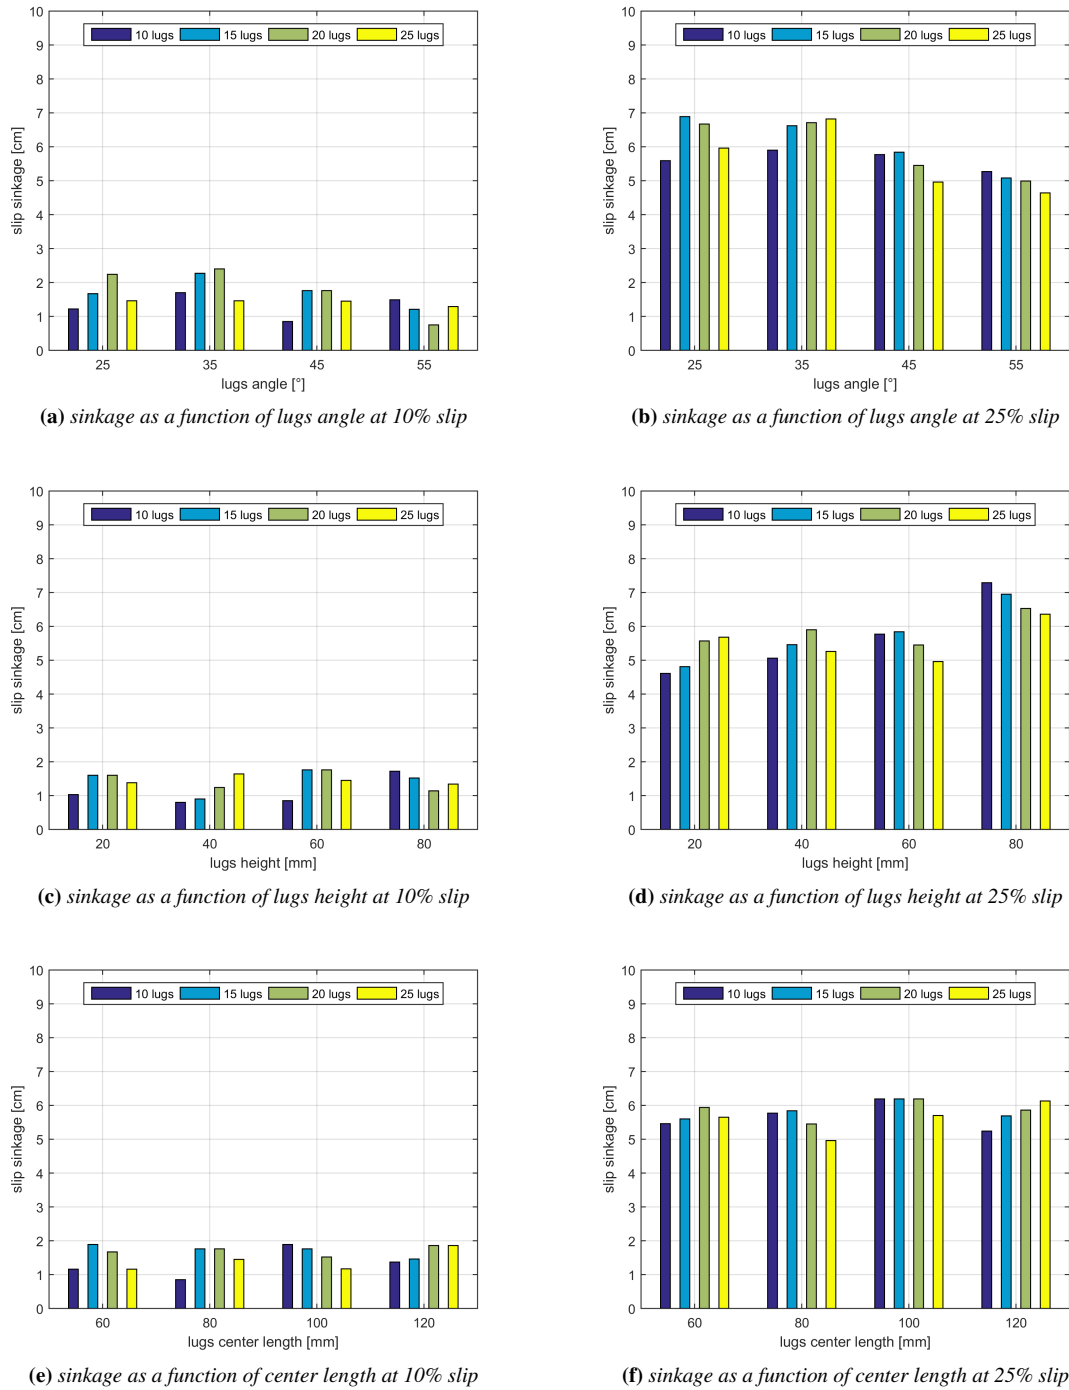 10
9
8
7
6
5
4
3
2
1
0
slip sinkage [cm]
10 lugs 15 lugs 20 lugs 25 lugs
25 35 45 55
lugs angle [°]
(a) sinkage as a function of lugs angle at 10% slip
10
9
8
7
6
5
4
3
2
1
0
slip sinkage [cm]
10 lugs 15 lugs 20 lugs 25 lugs
25 35 45 55
lugs angle [°]
(b) sinkage as a function of lugs angle at 25% slip
10
9
8
7
6
5
4
3
2
1
0
slip sinkage [cm]
10 lugs 15 lugs 20 lugs 25 lugs
20 40 60 80
lugs height [mm]
(c) sinkage as a function of lugs height at 10% slip
10
9
8
7
6
5
4
3
2
1
0
slip sinkage [cm]
10 lugs 15 lugs 20 lugs 25 lugs
20 40 60 80
lugs height [mm]
(d) sinkage as a function of lugs height at 25% slip
10
9
8
7
6
5
4
3
2
1
0
slip sinkage [cm]
10 lugs 15 lugs 20 lugs 25 lugs
60 80 100 120
lugs center length [mm]
(e) sinkage as a function of center length at 10% slip
10
9
8
7
6
5
4
3
2
1
0
slip sinkage [cm]
10 lugs 15 lugs 20 lugs 25 lugs
60 80 100 120
lugs center length [mm]
(f) sinkage as a function of center length at 25% slip